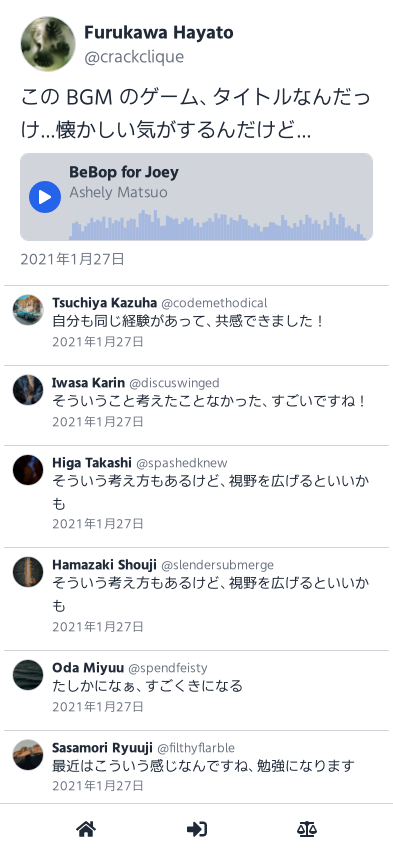 Furukawa Hayato
@crackclique
この BGM のゲーム、タイトルなんだっ
け...懐かしい気がするんだけど...
BeBop for Joey
Ashely Matsuo
2021年1月27日
Tsuchiya Kazuha @codemethodical
自分も同じ経験があって、共感できました！
2021年1月27日
Iwasa Karin @discuswinged
そういうこと考えたことなかった、すごいですね！
2021年1月27日
Higa Takashi @spashedknew
そういう考え方もあるけど、視野を広げるといいか
も
2021年1月27日
Hamazaki Shouji @slendersubmerge
そういう考え方もあるけど、視野を広げるといいか
も
2021年1月27日
Oda Miyuu @spendfeisty
たしかになぁ、すごくきになる
2021年1月27日
Sasamori Ryuuji @filthyflarble
最近はこういう感じなんですね、勉強になります
2021年1月27日